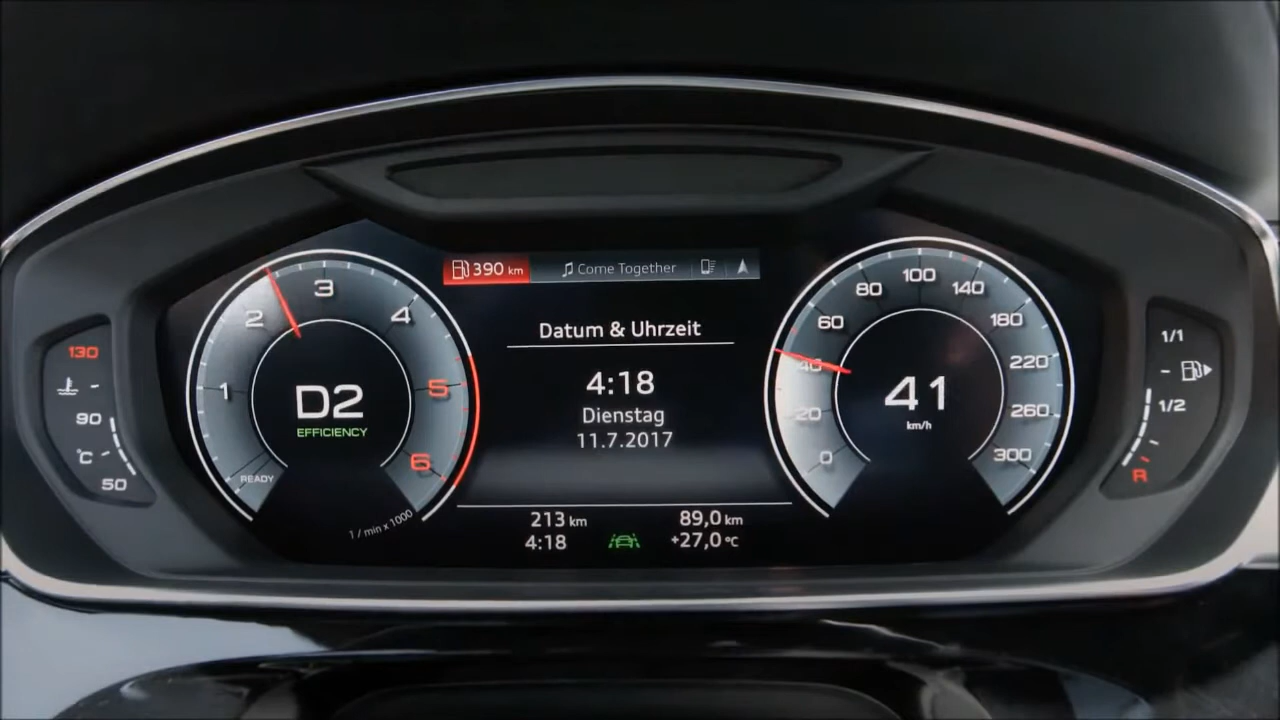 390 km
Come Together
Datum & Uhrzeit
4:18
Dienstag
11.7.2017
213 km
89,0 km
4:18
+27,0 °C
1
2
3
4
5
6
D2
EFFICIENCY
READY
1 / min x 1000
0
20
40
60
80
100
140
180
220
260
300
41
km/h
130
90
°C
50
1/1
1/2
R